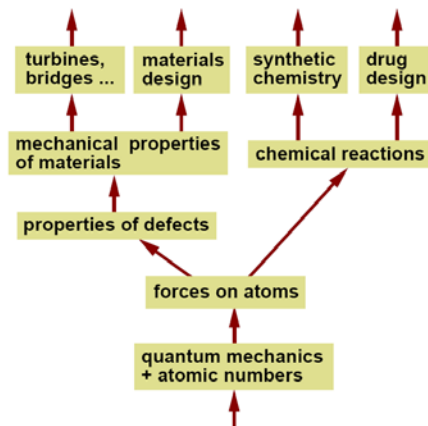 turbines,
bridges ...
materials
design
synthetic
chemistry
drug
design
mechanical properties
of materials
chemical reactions
properties of defects
forces on atoms
quantum mechanics
+ atomic numbers